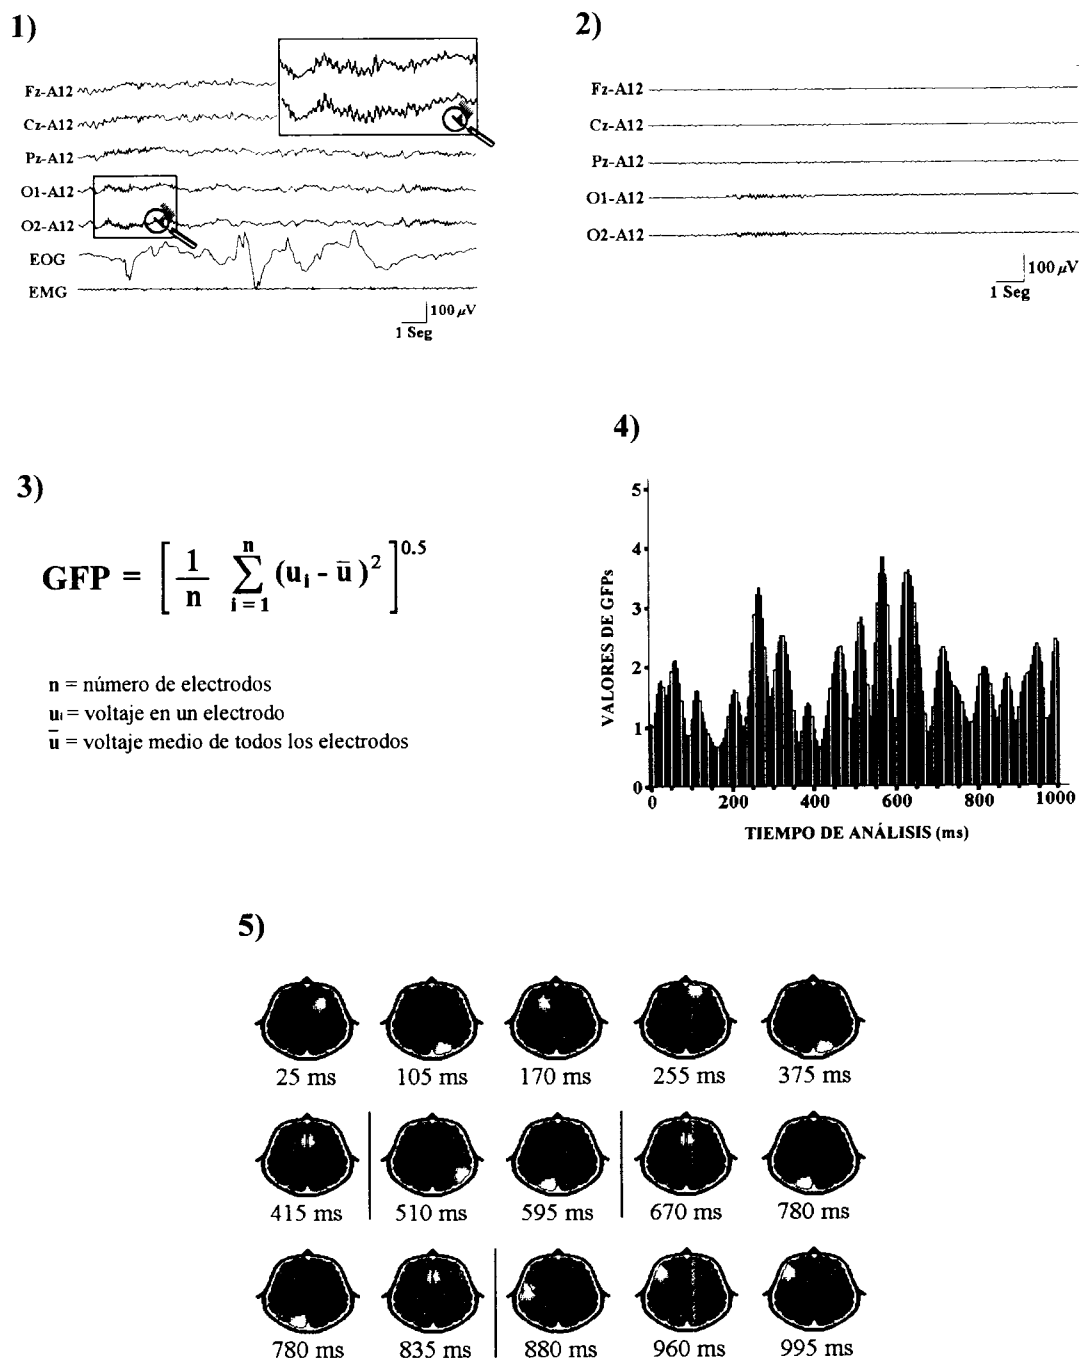 1)
Fz-A12
Cz-A12
Pz-A12
O1-A12
O2-A12
EOG
EMG
100 µV
1 Seg
2)
Fz-A12
Cz-A12
Pz-A12
O1-A12
O2-A12
100 µV
1 Seg
3)
GFP = [ 1/n ∑ n i = 1 (uᵢ - ū)² ]^0.5
n = número de electrodos
uᵢ = voltaje en un electrodo
ū = voltaje medio de todos los electrodos
4)
VALORES DE GFPs
5
4
3
2
1
0
0 200 400 600 800 1000
TIEMPO DE ANÁLISIS (ms)
5)
25 ms 105 ms 170 ms 255 ms 375 ms
415 ms 510 ms 595 ms 670 ms 780 ms
780 ms 835 ms 880 ms 960 ms 995 ms